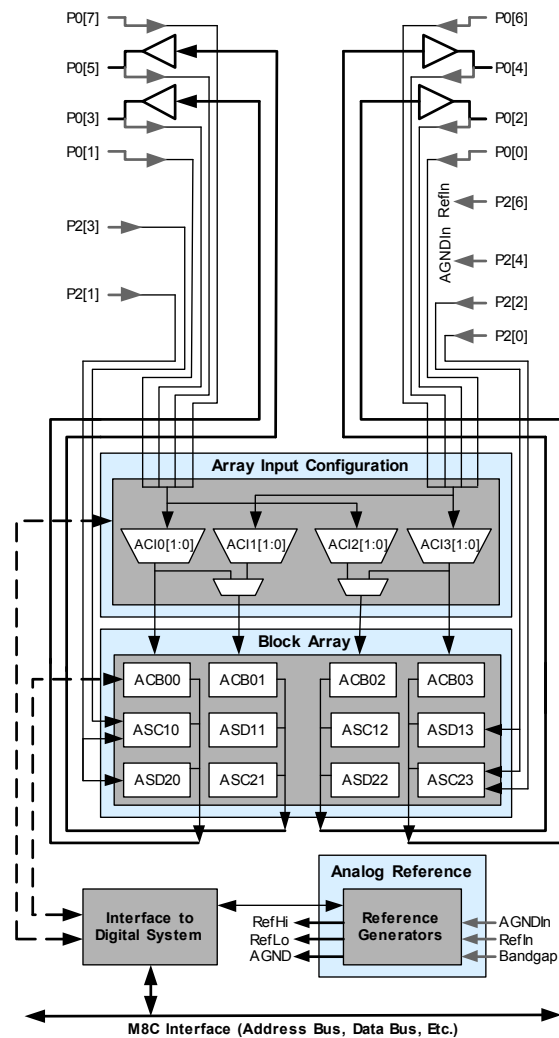 P0[7] P0[6]
P0[5] P0[4]
P0[3] P0[2]
P0[1] P0[0]
AGNDIn RefIn
P2[6]
P2[3]
P2[4]
P2[1] P2[2]
P2[0]
Array Input Configuration
ACI0[1:0] ACI1[1:0] ACI2[1:0] ACI3[1:0]
Block Array
ACB00 ACB01 ACB02 ACB03
ASC10 ASD11 ASC12 ASD13
ASD20 ASC21 ASD22 ASC23
Analog Reference
Interface to
Digital System
RefHi
RefLo
AGND
Reference
Generators
AGNDIn
RefIn
Bandgap
M8C Interface (Address Bus, Data Bus, Etc.)